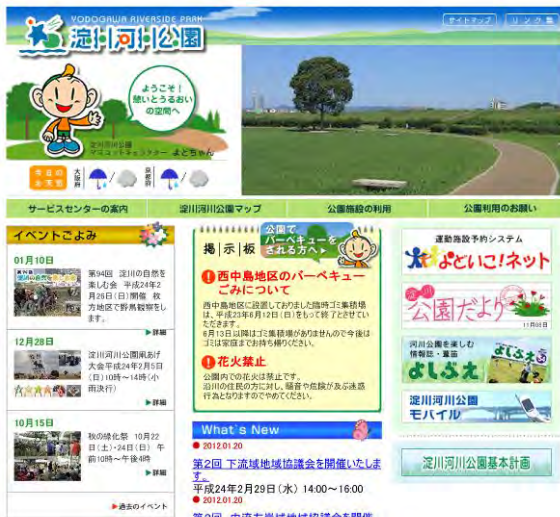 YODOGAWA RIVERSIDE PARK
淀川河川公園
サイトマップ
リンク集
ようこそ!
憩いとうるおい
の空間へ
淀川河川公園
マスコットキャラクター よどちゃん
今日の
お天気
大阪府
京都府
サービスセンターの案内
淀川河川公園マップ
公園施設の利用
公園利用のお願い
イベントごよみ
01月10日
第94回 淀川の自然を
楽しむ会 平成24年2
月26日(日)開催 枚
方地区で野鳥観察をし
ます。
▶詳細
12月28日
淀川河川公園凧あげ
大会平成24年2月5日
(日)10時~14時(小
雨決行)
▶詳細
10月15日
秋の緑化祭 10月22
日(土)・24日(日) 午
前10時~午後4時
▶詳細
▶過去のイベント
掲示板
公園で
バーベキューを
される方へ▶
西中島地区のバーベキュー
ごみについて
西中島地区に設置しておりました臨時ゴミ集積場
は、平成23年6月12日(日)をもって終了とさせてい
ただきます。
6月13日以降はゴミ集積場がありませんので今後は
ゴミは家庭までお持ち帰りください。
花火禁止
公園内での花火は禁止です。
沿川の住民の方に対し、騒音や危険が及ぶ迷惑
行為となりますのでやめてください。
What's New
● 2012.01.20
第2回 下流域地域協議会を開催いたしま
す。
平成24年2月29日(水) 14:00~16:00
● 2012.01.20
第2回 中流左岸域地域協議会を開催
運動施設予約システム
よどいこ!ネット
淀川
公園だより
11月08日
河川公園を楽しむ
情報誌・葦笛
よしぶえ
淀川河川公園
モバイル
淀川河川公園基本計画